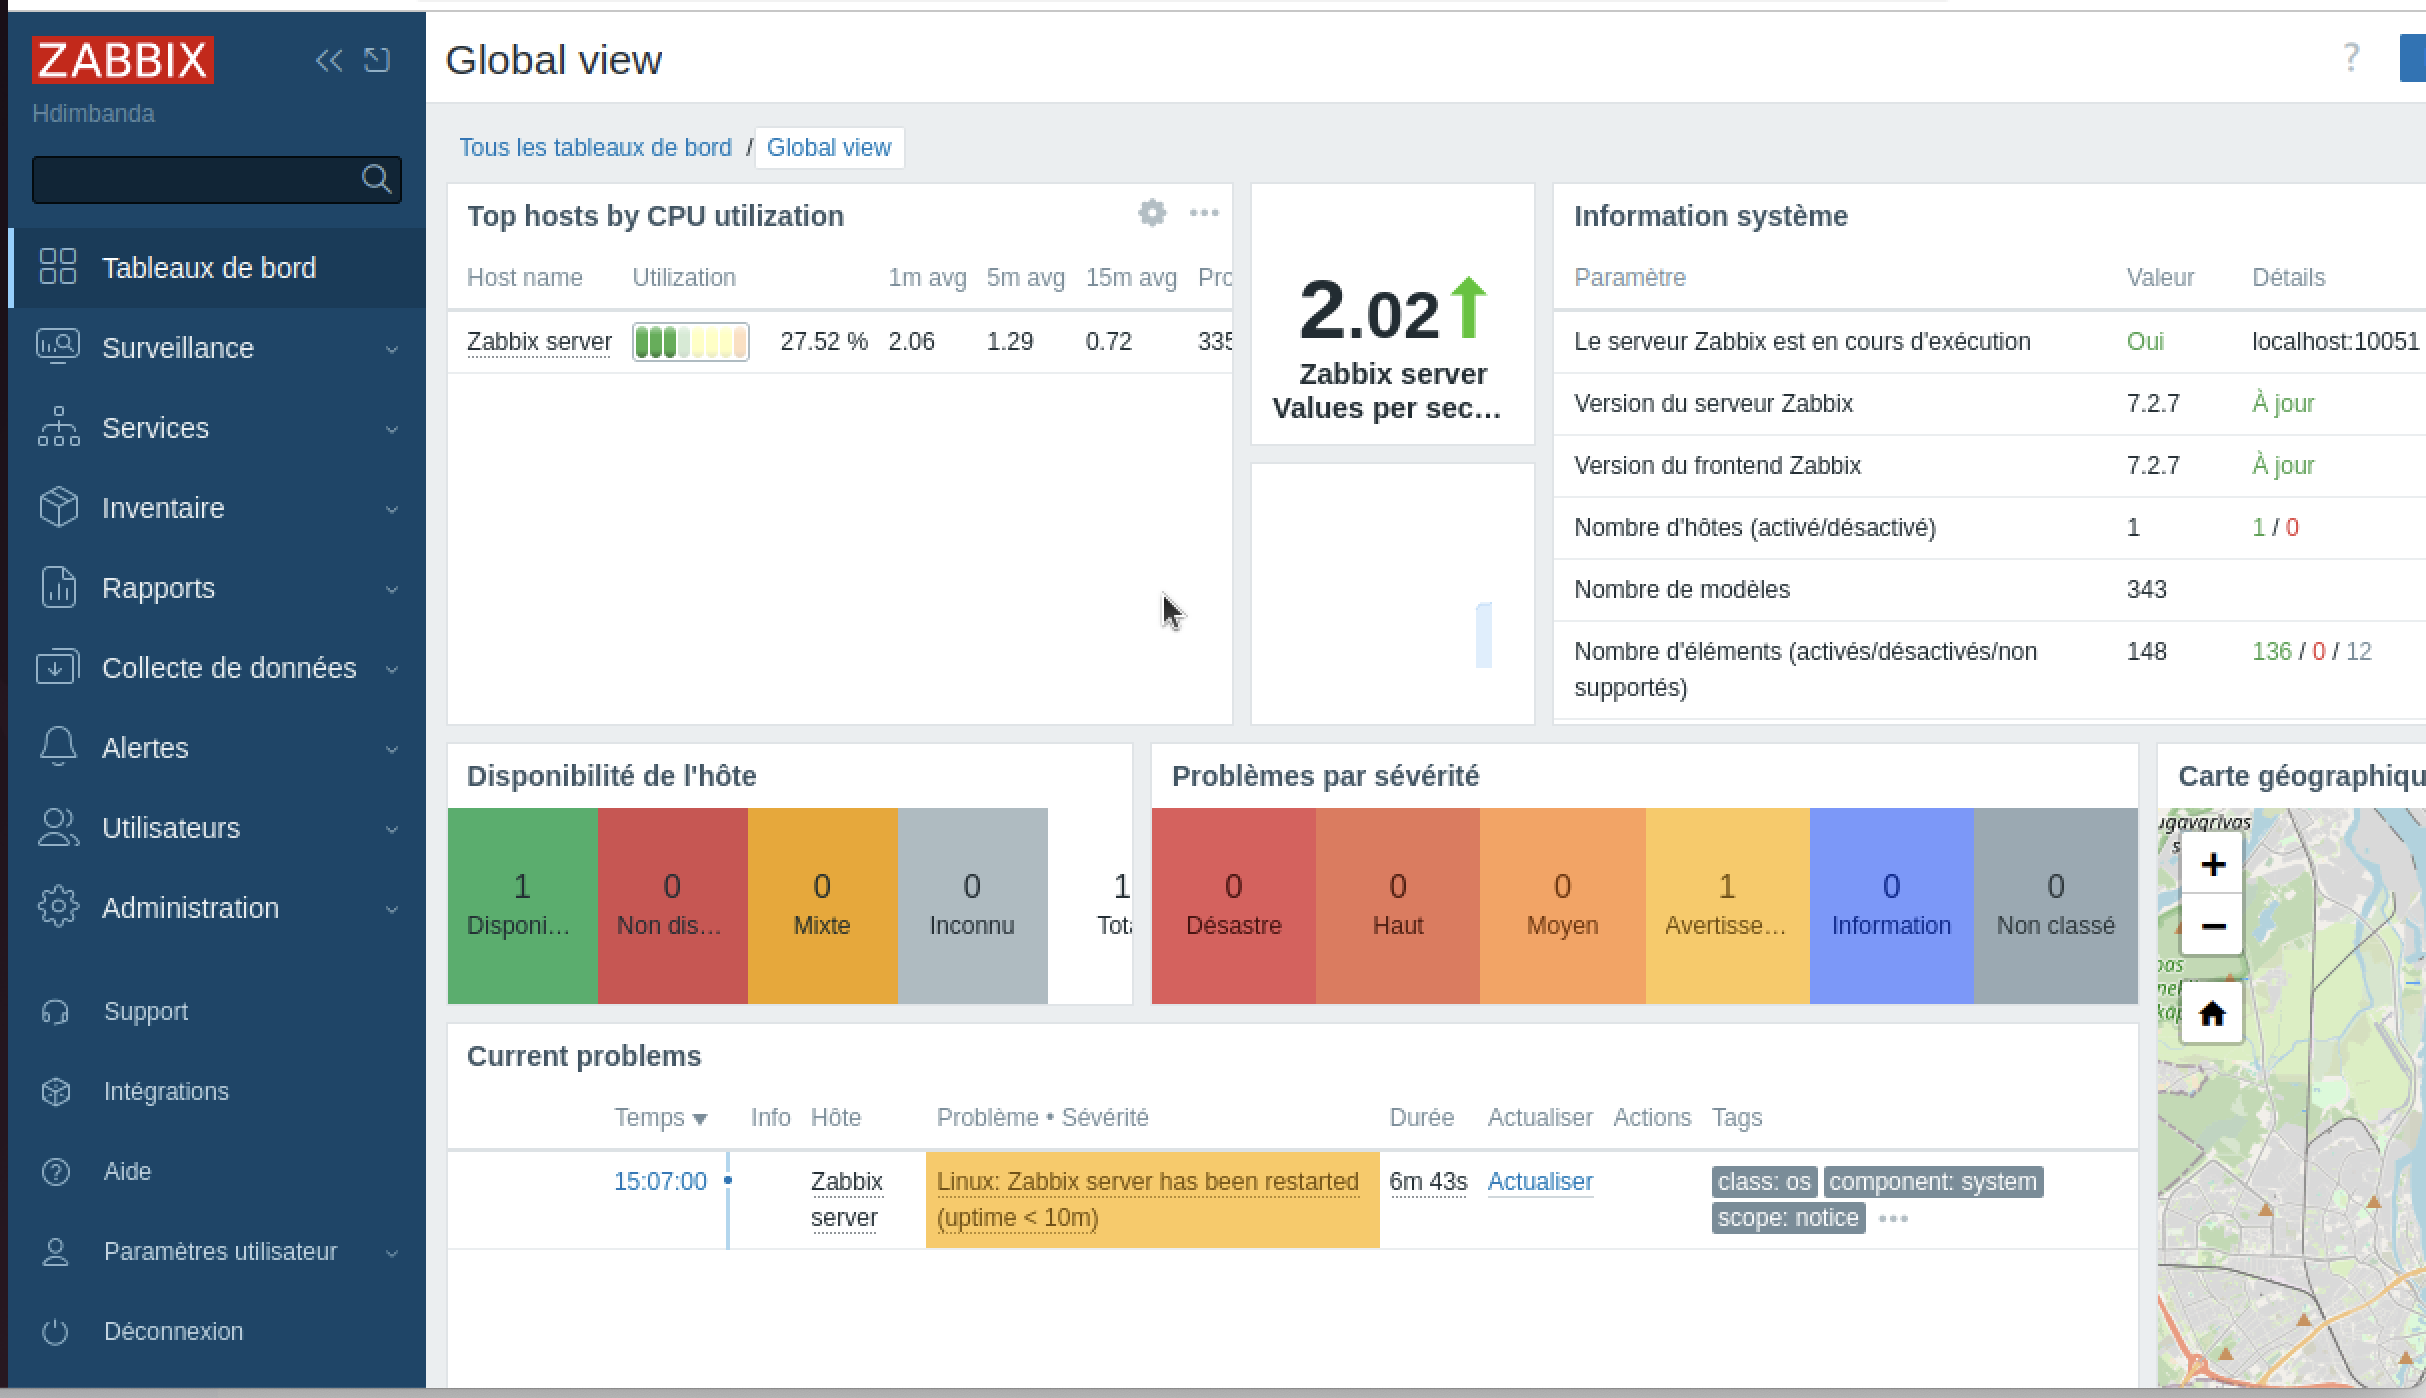 ZABBIX
Hdimbanda
Tableaux de bord
Surveillance
Services
Inventaire
Rapports
Collecte de données
Alertes
Utilisateurs
Administration
Support
Intégrations
Aide
Paramètres utilisateur
Déconnexion
Global view
?
Tous les tableaux de bord / Global view
Top hosts by CPU utilization
Host name Utilization 1m avg 5m avg 15m avg Pro
Zabbix server 27.52 % 2.06 1.29 0.72 335
2.02
Zabbix server
Values per sec...
Information système
Paramètre Valeur Détails
Le serveur Zabbix est en cours d'exécution Oui localhost:10051
Version du serveur Zabbix 7.2.7 À jour
Version du frontend Zabbix 7.2.7 À jour
Nombre d'hôtes (activé/désactivé) 1 1 / 0
Nombre de modèles 343
Nombre d'éléments (activés/désactivés/non 148 136 / 0 / 12
supportés)
Disponibilité de l'hôte
1 0 0 0 1
Disponi... Non dis... Mixte Inconnu Tot
Problèmes par sévérité
0 0 0 1 0 0
Désastre Haut Moyen Avertisse... Information Non classé
Carte géographiqu
+
−
Current problems
Temps Info Hôte Problème • Sévérité Durée Actualiser Actions Tags
15:07:00 Zabbix Linux: Zabbix server has been restarted 6m 43s Actualiser class: os component: system
server (uptime < 10m) scope: notice